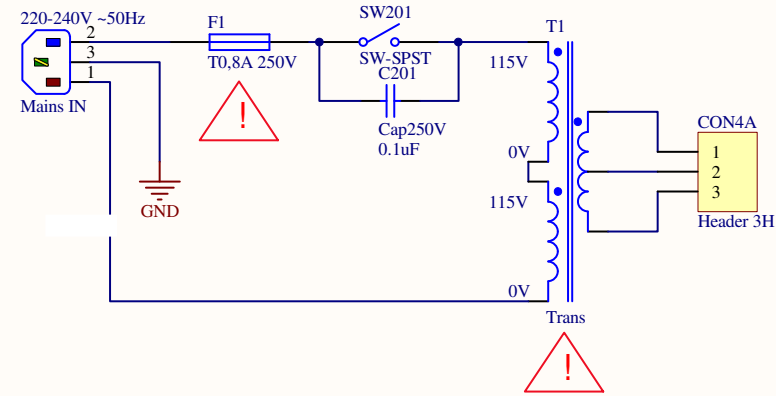 220-240V ~50Hz
2
3
1
Mains IN
GND
F1
T0,8A 250V
!
SW201
SW-SPST
C201
Cap250V
0.1uF
T1
115V
0V
115V
0V
Trans
!
CON4A
1
2
3
Header 3H